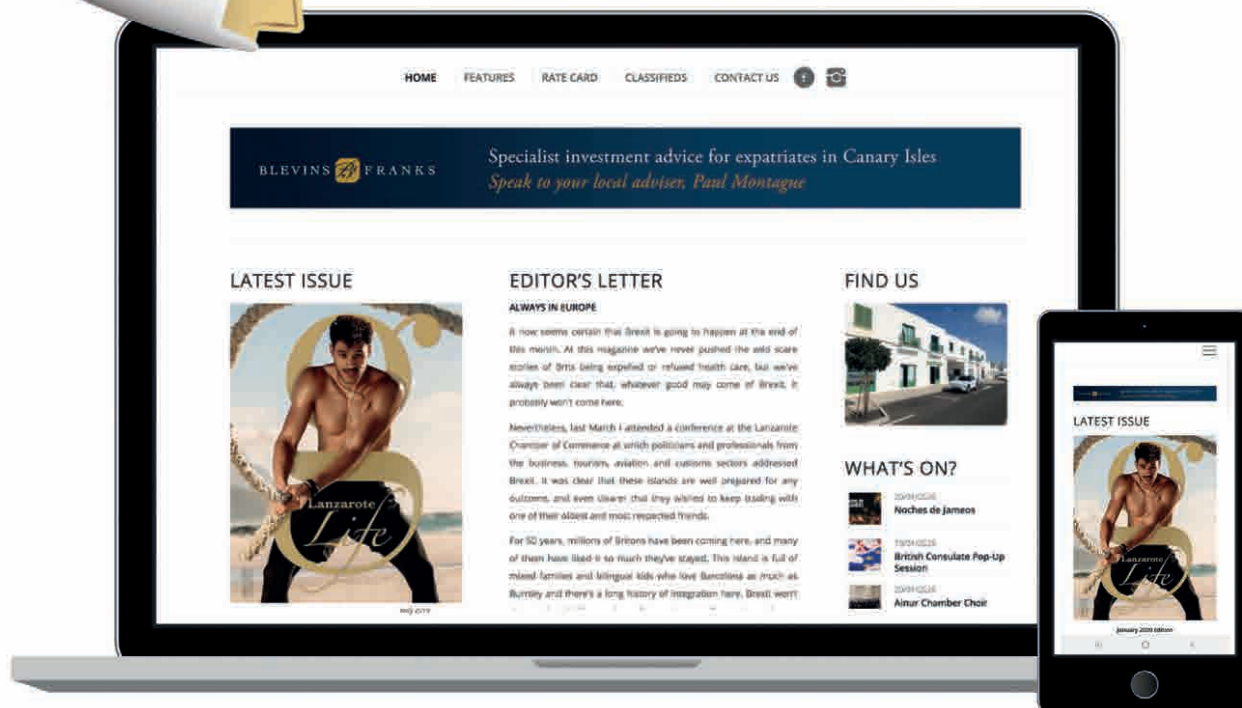 HOME FEATURES RATE CARD CLASSIFIEDS CONTACT US
BLEVINS BF FRANKS
Specialist investment advice for expatriates in Canary Isles
Speak to your local adviser, Paul Montague
LATEST ISSUE
Lanzarote
Life
EDITOR'S LETTER
ALWAYS IN EUROPE
It now seems certain that Brexit is going to happen at the end of
this month. At this magazine we've never pushed the wild scare
stories of Brits being expelled or refused health care, but we've
always been clear that, whatever good may come of Brexit, it
probably won't come here.
Nevertheless, last March I attended a conference at the Lanzarote
Chamber of Commerce at which politicians and professionals from
the business, tourism, aviation and customs sectors addressed
Brexit. It was clear that these islands are well prepared for any
outcome, and even clearer that they wished to keep trading with
one of their oldest and most respected friends.
For 50 years, millions of Britons have been coming here, and many
of them have liked it so much they've stayed. This island is full of
mixed families and bilingual kids who love Barcelona as much as
Burnley and there's a long history of integration here. Brexit won't
FIND US
WHAT'S ON?
Noches de Jameos
British Consulate Pop-Up
Session
Ainur Chamber Choir
LATEST ISSUE
Lanzarote
Life
January 2020 Edition